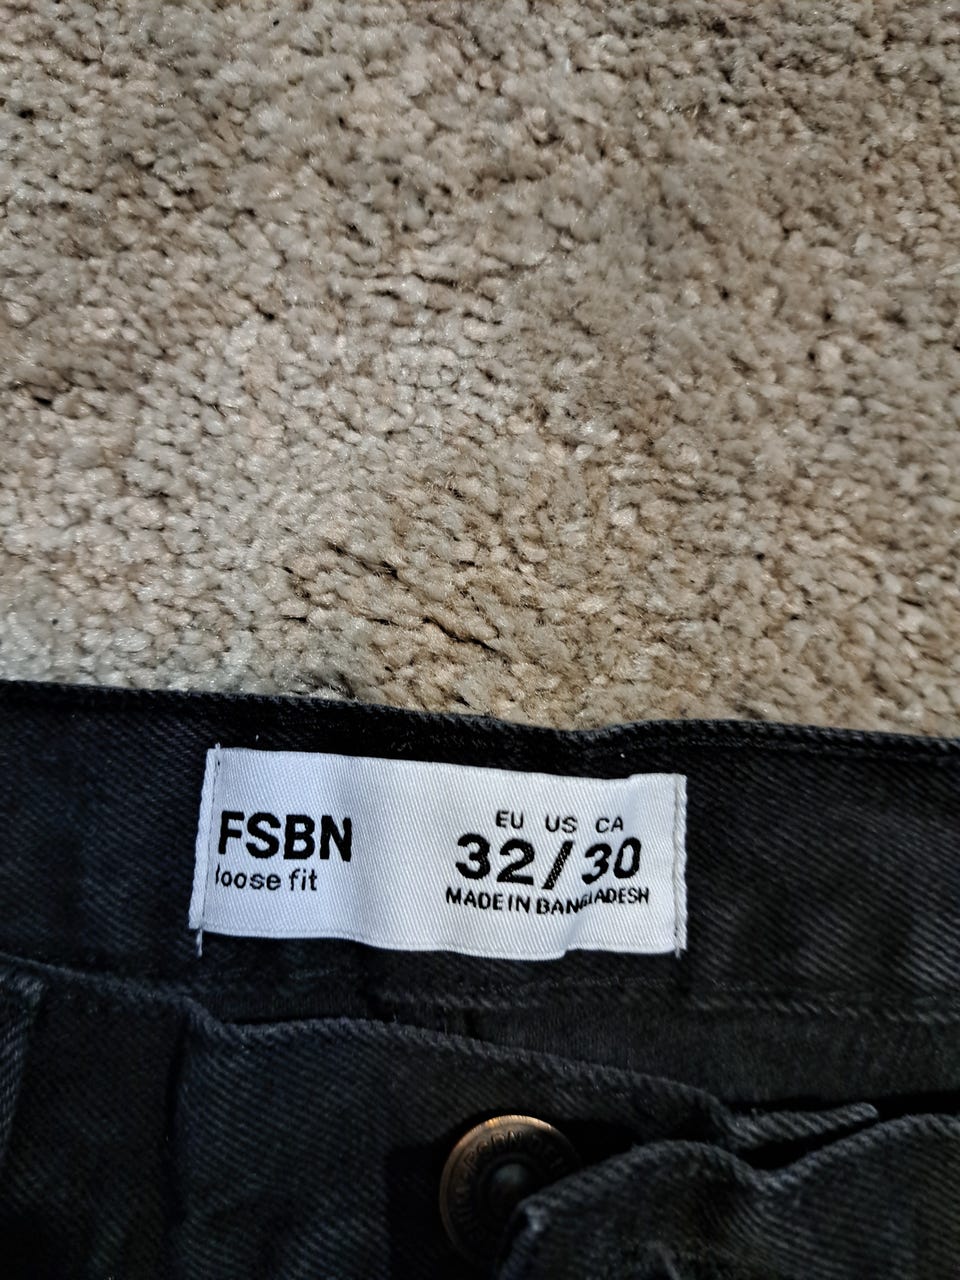 FSBN
loose fit
EU US CA
32/30
MADE IN BANGLADESH